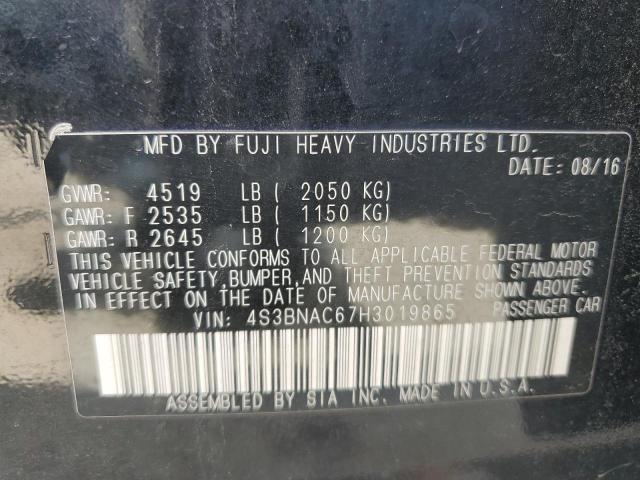 MFD BY FUJI HEAVY INDUSTRIES LTD.
DATE: 08/16
GVWR: 4519 LB ( 2050 KG)
GAWR: F 2535 LB ( 1150 KG)
GAWR: R 2645 LB ( 1200 KG)
THIS VEHICLE CONFORMS TO ALL APPLICABLE FEDERAL MOTOR
VEHICLE SAFETY,BUMPER,AND THEFT PREVENTION STANDARDS
IN EFFECT ON THE DATE OF MANUFACTURE SHOWN ABOVE.
VIN: 4S3BNAC67H3019865 PASSENGER CAR
ASSEMBLED BY SIA INC. MADE IN U.S.A.